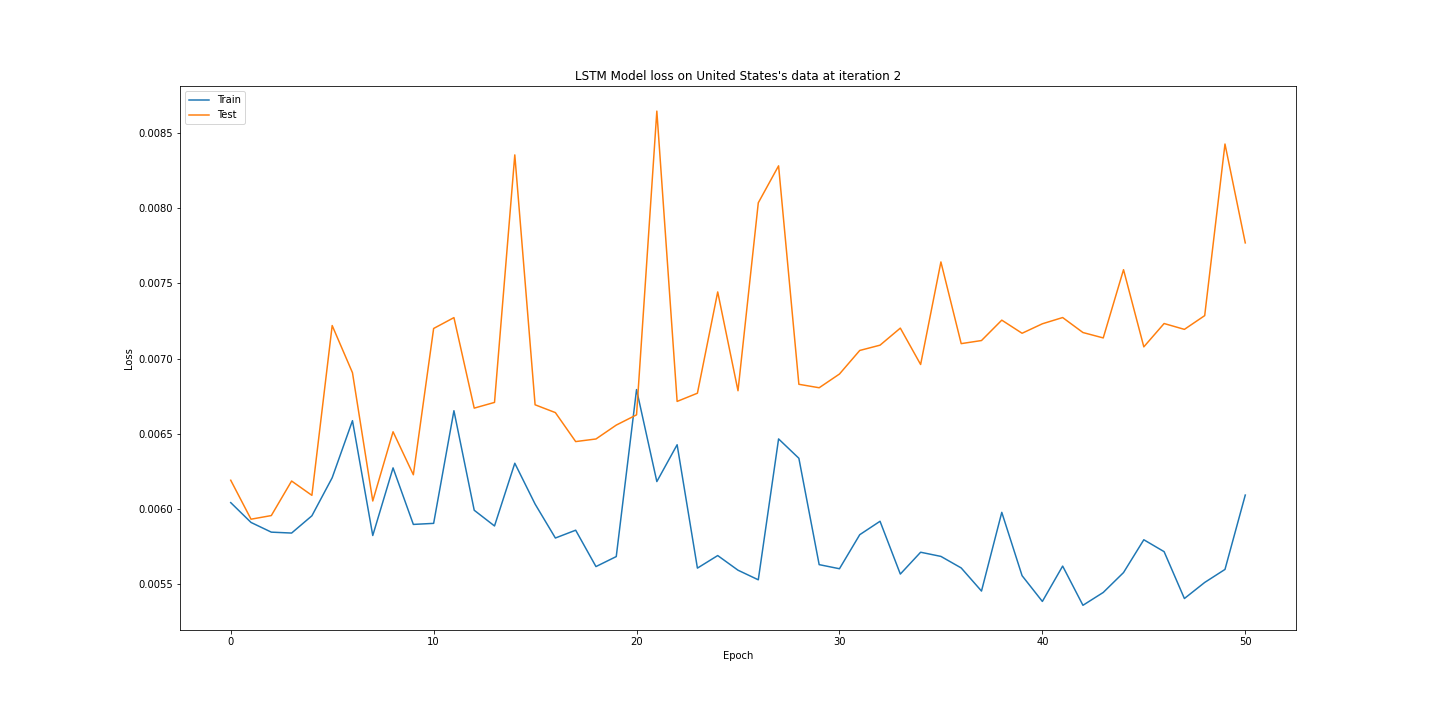 LSTM Model loss on United States's data at iteration 2
Train
Test
0.0085
0.0080
0.0075
0.0070
0.0065
0.0060
0.0055
Loss
0 10 20 30 40 50
Epoch